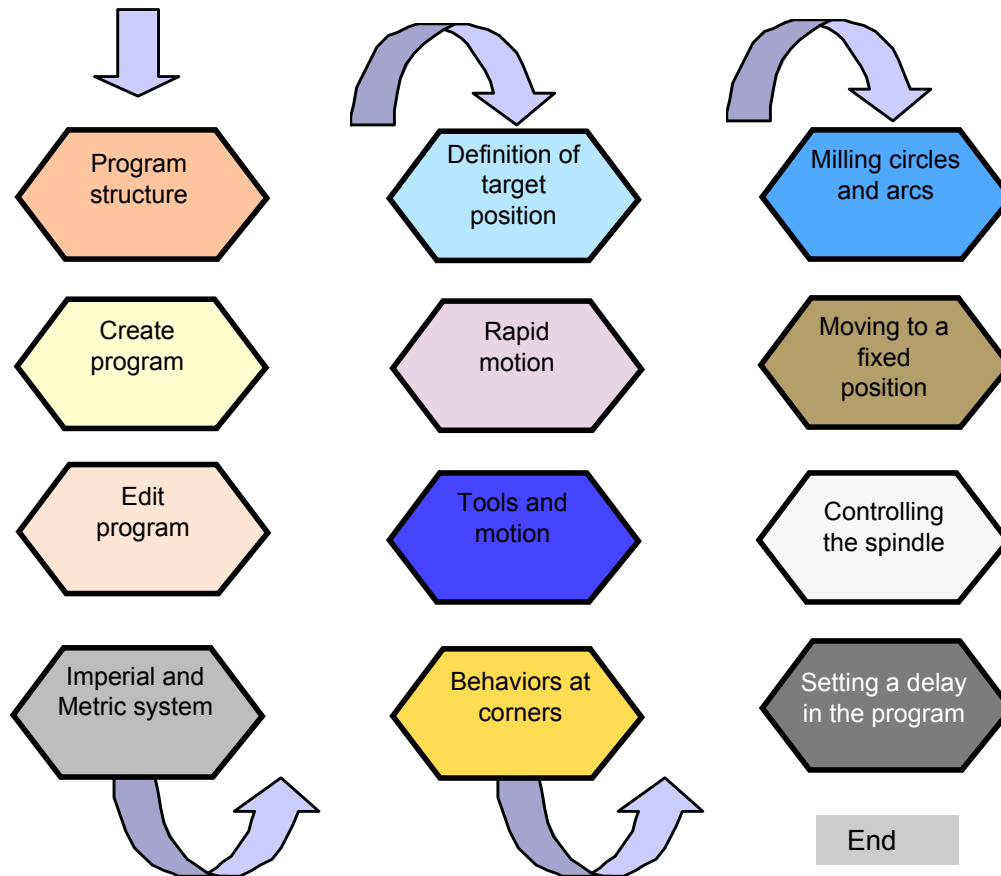 Program
structure
Create
program
Edit
program
Imperial and
Metric system
Definition of
target
position
Rapid
motion
Tools and
motion
Behaviors at
corners
Milling circles
and arcs
Moving to a
fixed
position
Controlling
the spindle
Setting a delay
in the program
End